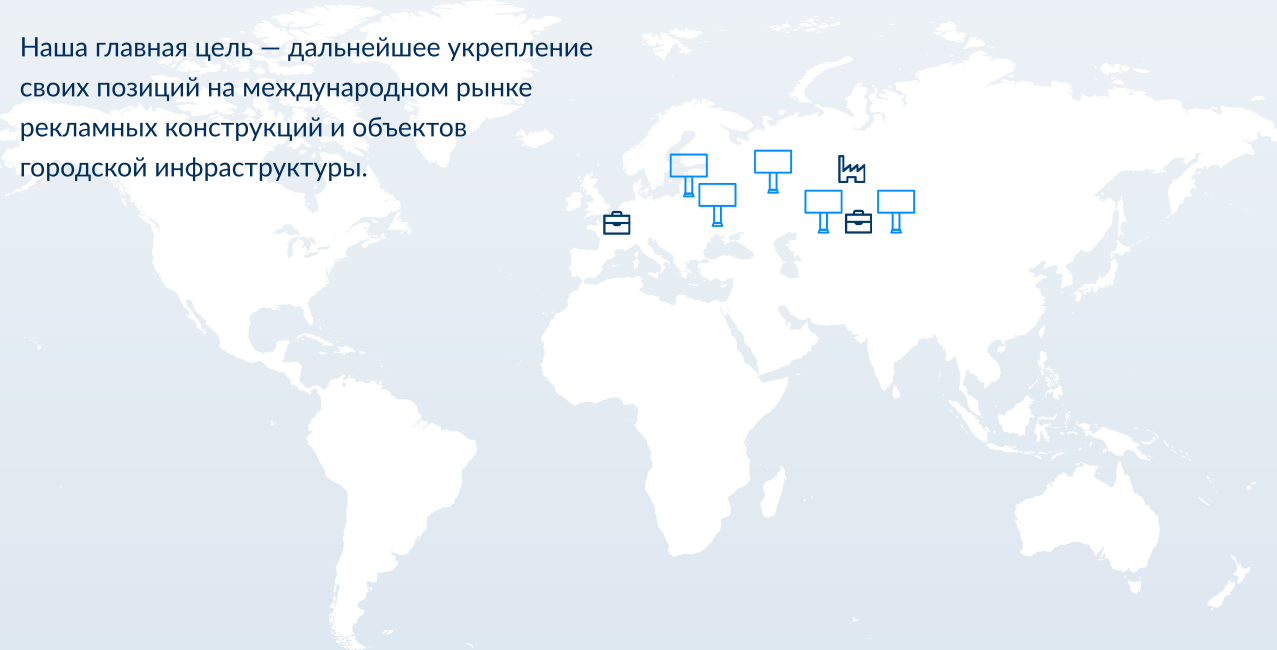 Наша главная цель — дальнейшее укрепление
своих позиций на международном рынке
рекламных конструкций и объектов
городской инфраструктуры.